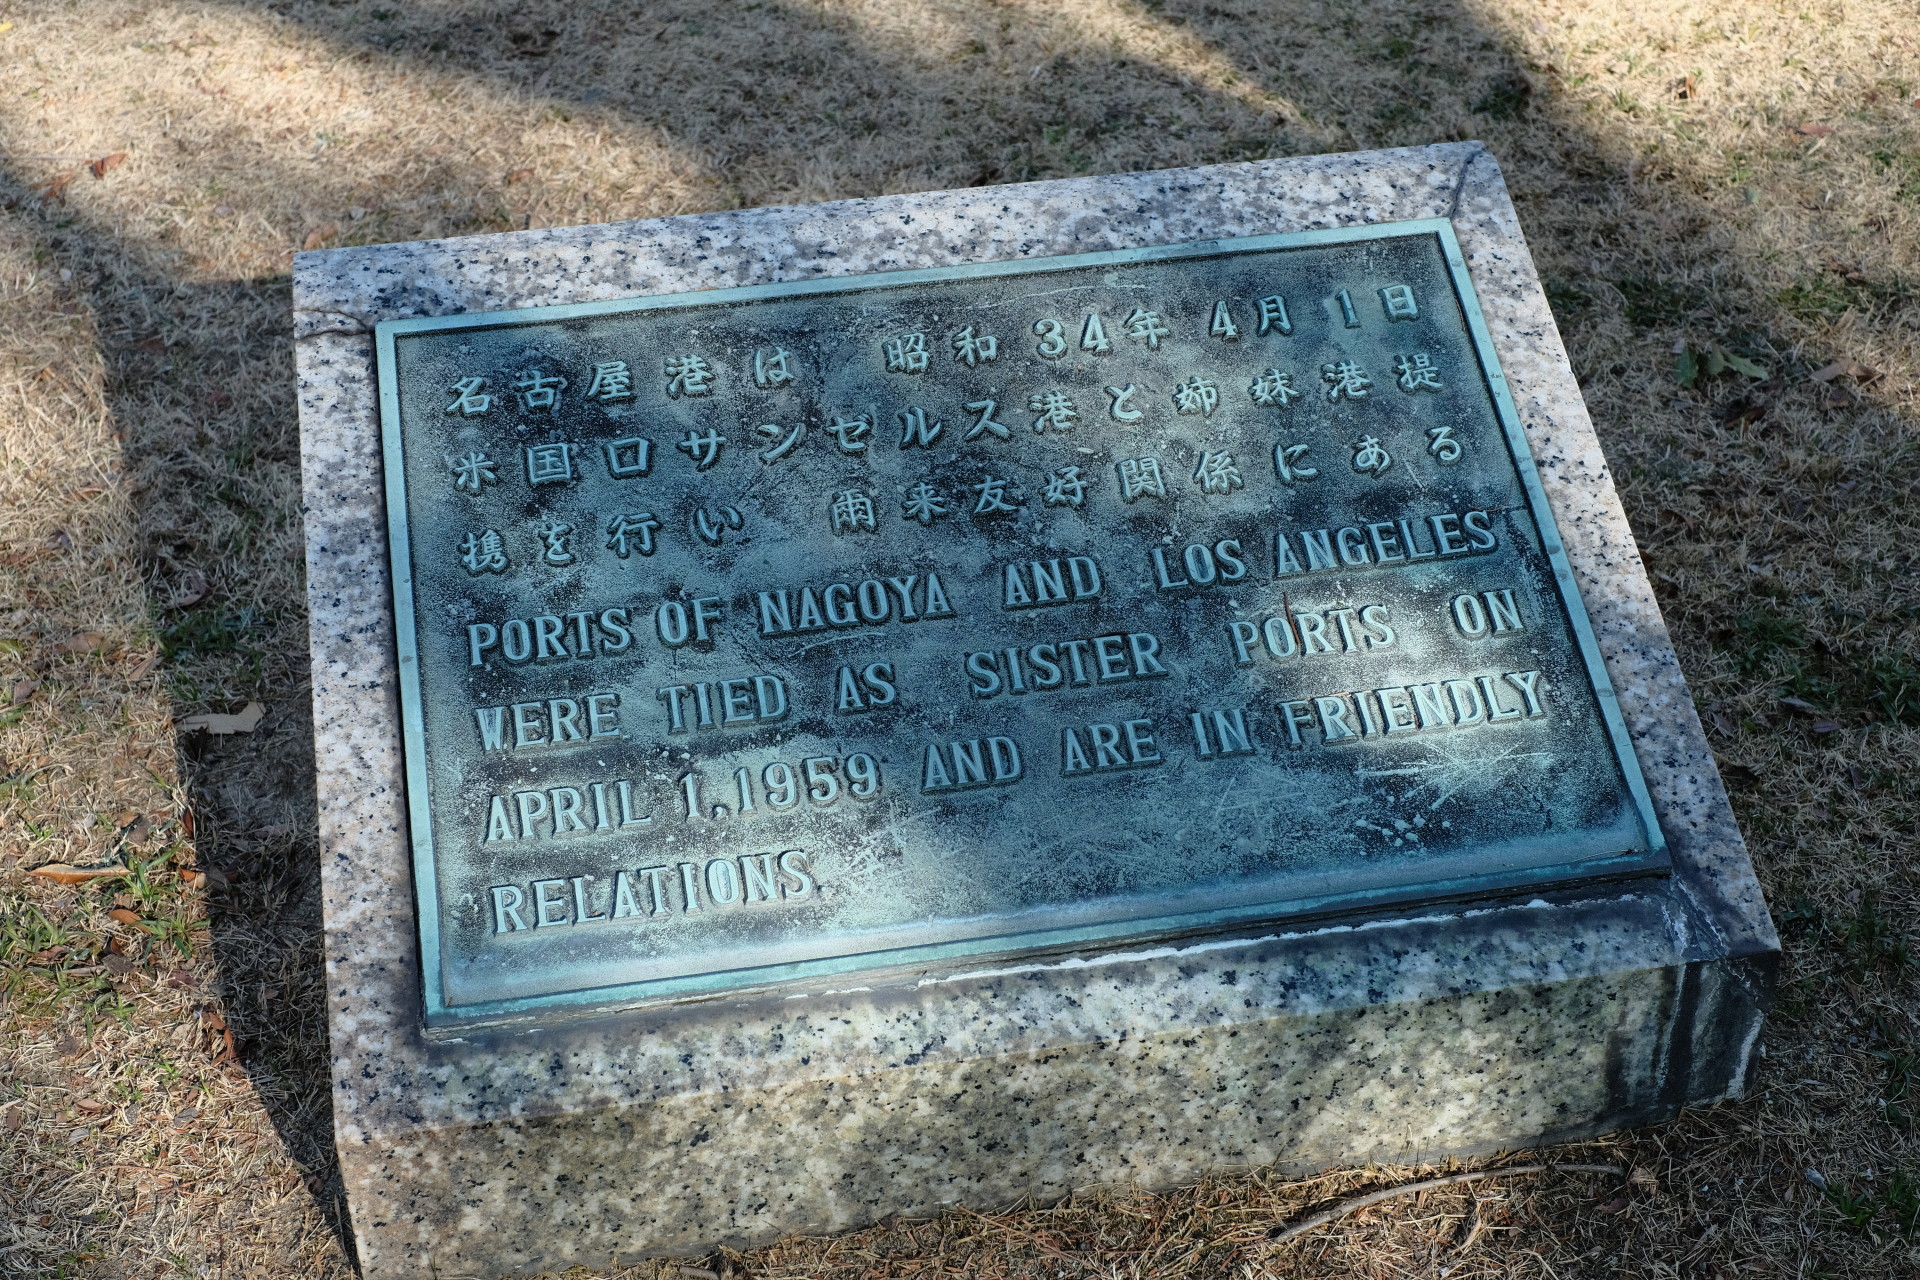 名古屋港は 昭和34年4月1日
米国ロサンゼルス港と姉妹港提
携を行い 爾来友好関係にある
PORTS OF NAGOYA AND LOS ANGELES
WERE TIED AS SISTER PORTS ON
APRIL 1,1959 AND ARE IN FRIENDLY
RELATIONS.